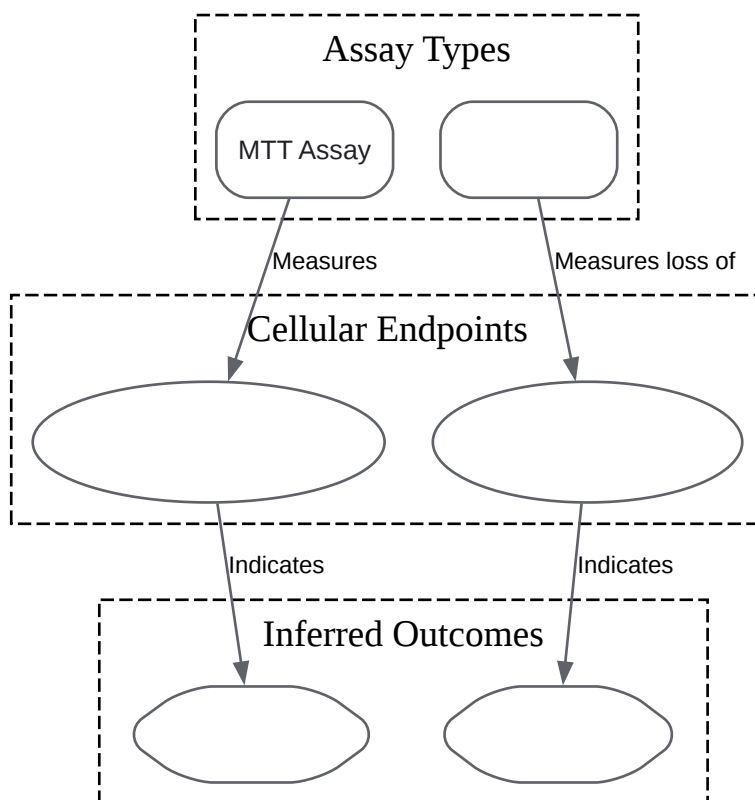 Assay Types
MTT Assay
Measures
Measures loss of
Cellular Endpoints
Indicates
Indicates
Inferred Outcomes